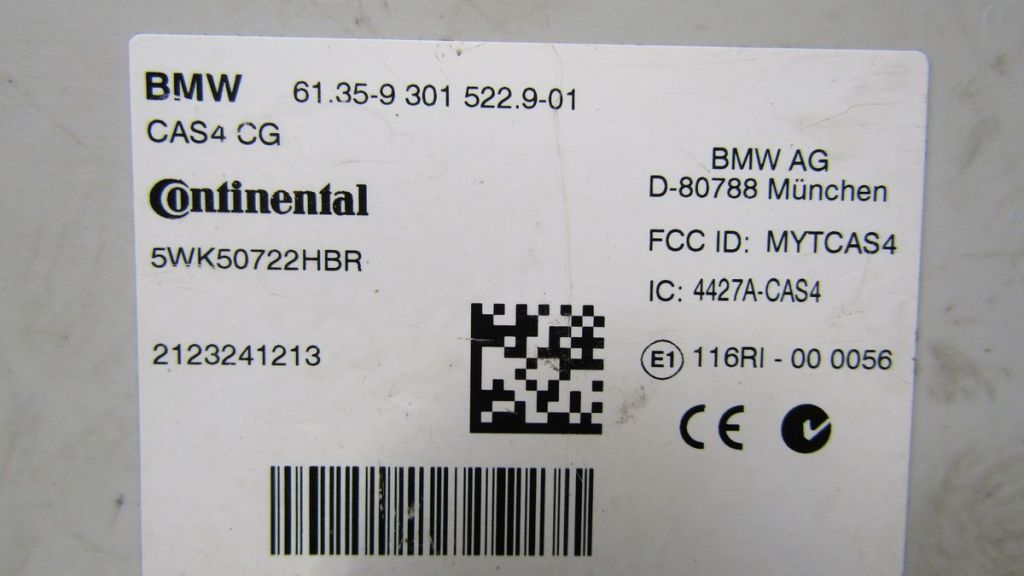 BMW 61.35-9 301 522.9-01
CAS4 CG
Continental
5WK50722HBR
2123241213
BMW AG
D-80788 München
FCC ID: MYTCAS4
IC: 4427A-CAS4
E1 116RI - 00 0056
CE